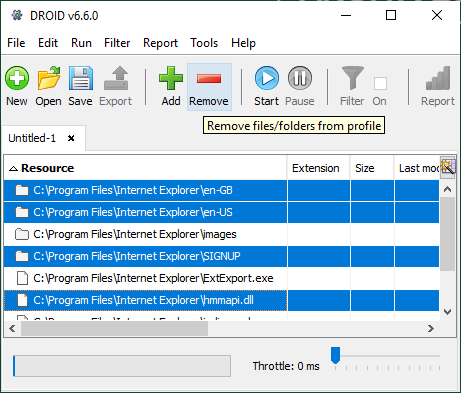 DROID v6.6.0
File Edit Run Filter Report Tools Help
New Open Save Export Add Remove Start Pause Filter On Report
Remove files/folders from profile
Untitled-1 ×
Resource Extension Size Last mod
C:\Program Files\Internet Explorer\en-GB
C:\Program Files\Internet Explorer\en-US
C:\Program Files\Internet Explorer\images
C:\Program Files\Internet Explorer\SIGNUP
C:\Program Files\Internet Explorer\ExtExport.exe
C:\Program Files\Internet Explorer\hmmapi.dll
Throttle: 0 ms